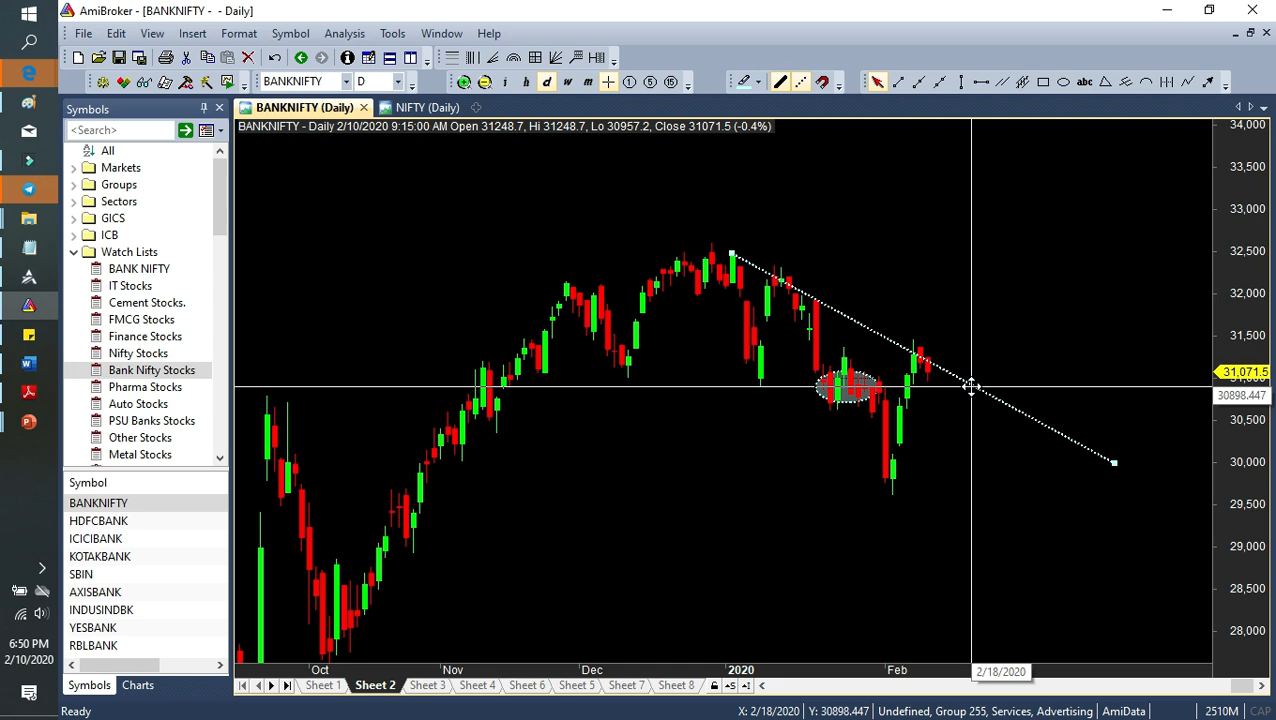 AmiBroker - [BANKNIFTY - - Daily]
File Edit View Insert Format Symbol Analysis Tools Window Help
BANKNIFTY D i h d w m 1 5 15 abc
Symbols
BANKNIFTY (Daily) NIFTY (Daily)
<Search>
BANKNIFTY - Daily 2/10/2020 9:15:00 AM Open 31248.7, Hi 31248.7, Lo 30957.2, Close 31071.5 (-0.4%)
All
Markets
Groups
Sectors
GICS
ICB
Watch Lists
BANK NIFTY
IT Stocks
Cement Stocks.
FMCG Stocks
Finance Stocks
Nifty Stocks
Bank Nifty Stocks
Pharma Stocks
Auto Stocks
PSU Banks Stocks
Other Stocks
Metal Stocks
Symbol
BANKNIFTY
HDFCBANK
ICICIBANK
KOTAKBANK
SBIN
AXISBANK
INDUSINDBK
YESBANK
RBLBANK
Symbols Charts
34,000
33,500
33,000
32,500
32,000
31,500
31,071.5
30898.447
30,500
30,000
29,500
29,000
28,500
28,000
Oct Nov Dec 2020 Feb
2/18/2020
Sheet 1 Sheet 2 Sheet 3 Sheet 4 Sheet 6 Sheet 5 Sheet 7 Sheet 8
6:50 PM
2/10/2020
Ready X: 2/18/2020 Y: 30898.447 Undefined, Group 255, Services, Advertising AmiData 2510M CAP